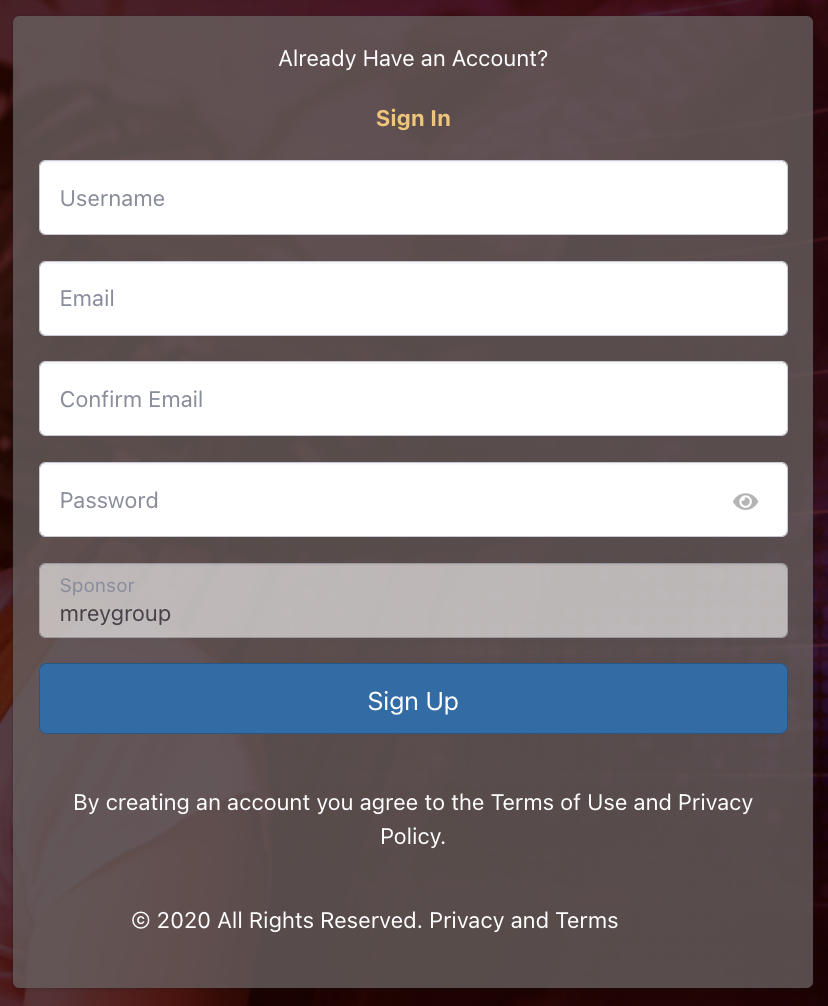 Already Have an Account?
Sign In
Username
Email
Confirm Email
Password
Sponsor
mreygroup
Sign Up
By creating an account you agree to the Terms of Use and Privacy
Policy.
© 2020 All Rights Reserved. Privacy and Terms